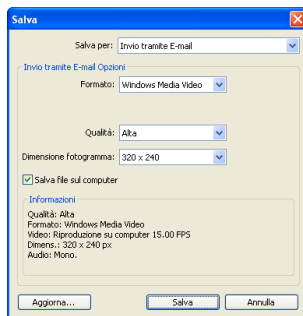 Salva
Salva per: Invio tramite E-mail
Invio tramite E-mail Opzioni
Formato: Windows Media Video
Qualità: Alta
Dimensione fotogramma: 320 x 240
Salva file sul computer
Informazioni
Qualità: Alta
Formato: Windows Media Video
Video: Riproduzione su computer 15.00 FPS
Dimens.: 320 x 240 px
Audio: Mono.
Aggiorna... Salva Annulla